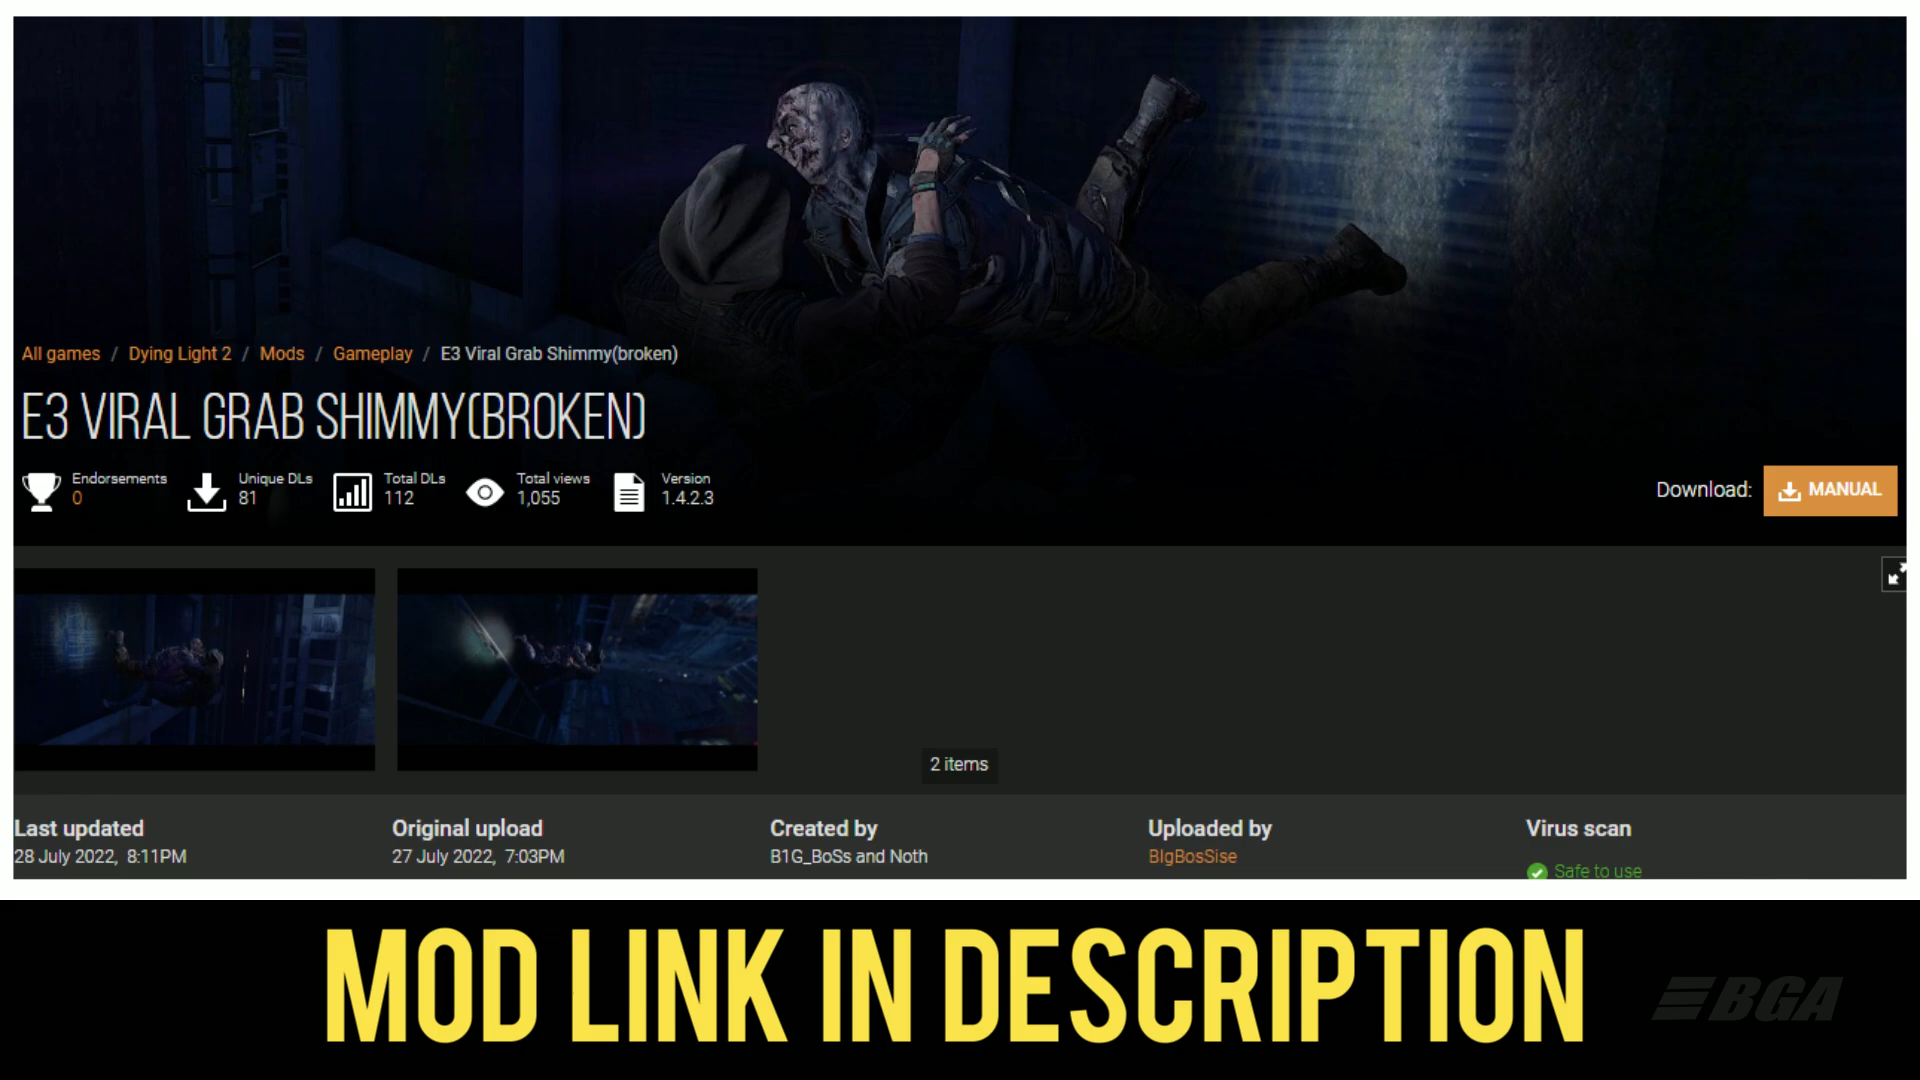 All games / Dying Light 2 / Mods / Gameplay / E3 Viral Grab Shimmy(broken)
E3 VIRAL GRAB SHIMMY(BROKEN)
Endorsements
0
Unique DLs
81
Total DLs
112
Total views
1,055
Version
1.4.2.3
Download:
MANUAL
2 items
Last updated
28 July 2022, 8:11PM
Original upload
27 July 2022, 7:03PM
Created by
B1G_BoSs and Noth
Uploaded by
BIgBosSise
Virus scan
Safe to use
MOD LINK IN DESCRIPTION
BGA